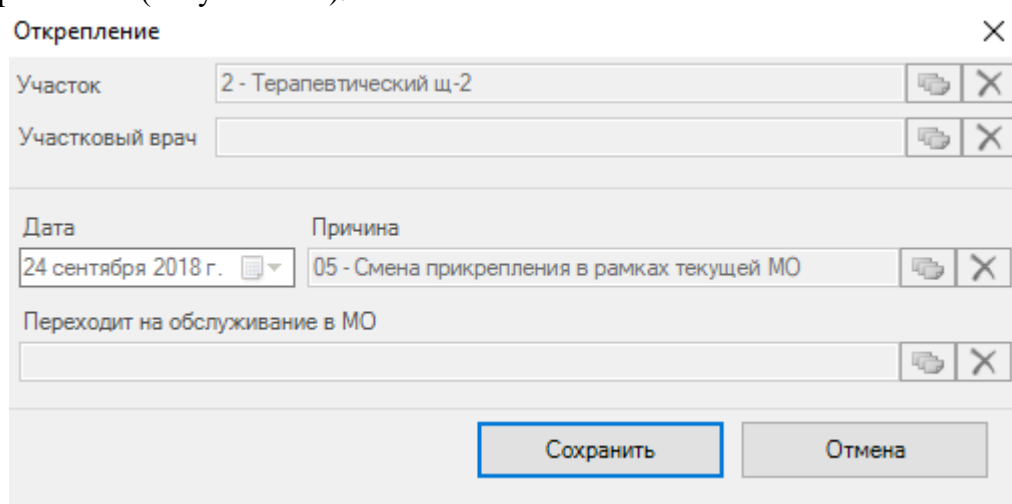 Открепление
Участок 2 - Терапевтический щ-2
Участковый врач
Дата Причина
24 сентября 2018 г. 05 - Смена прикрепления в рамках текущей МО
Переходит на обслуживание в МО
Сохранить Отмена